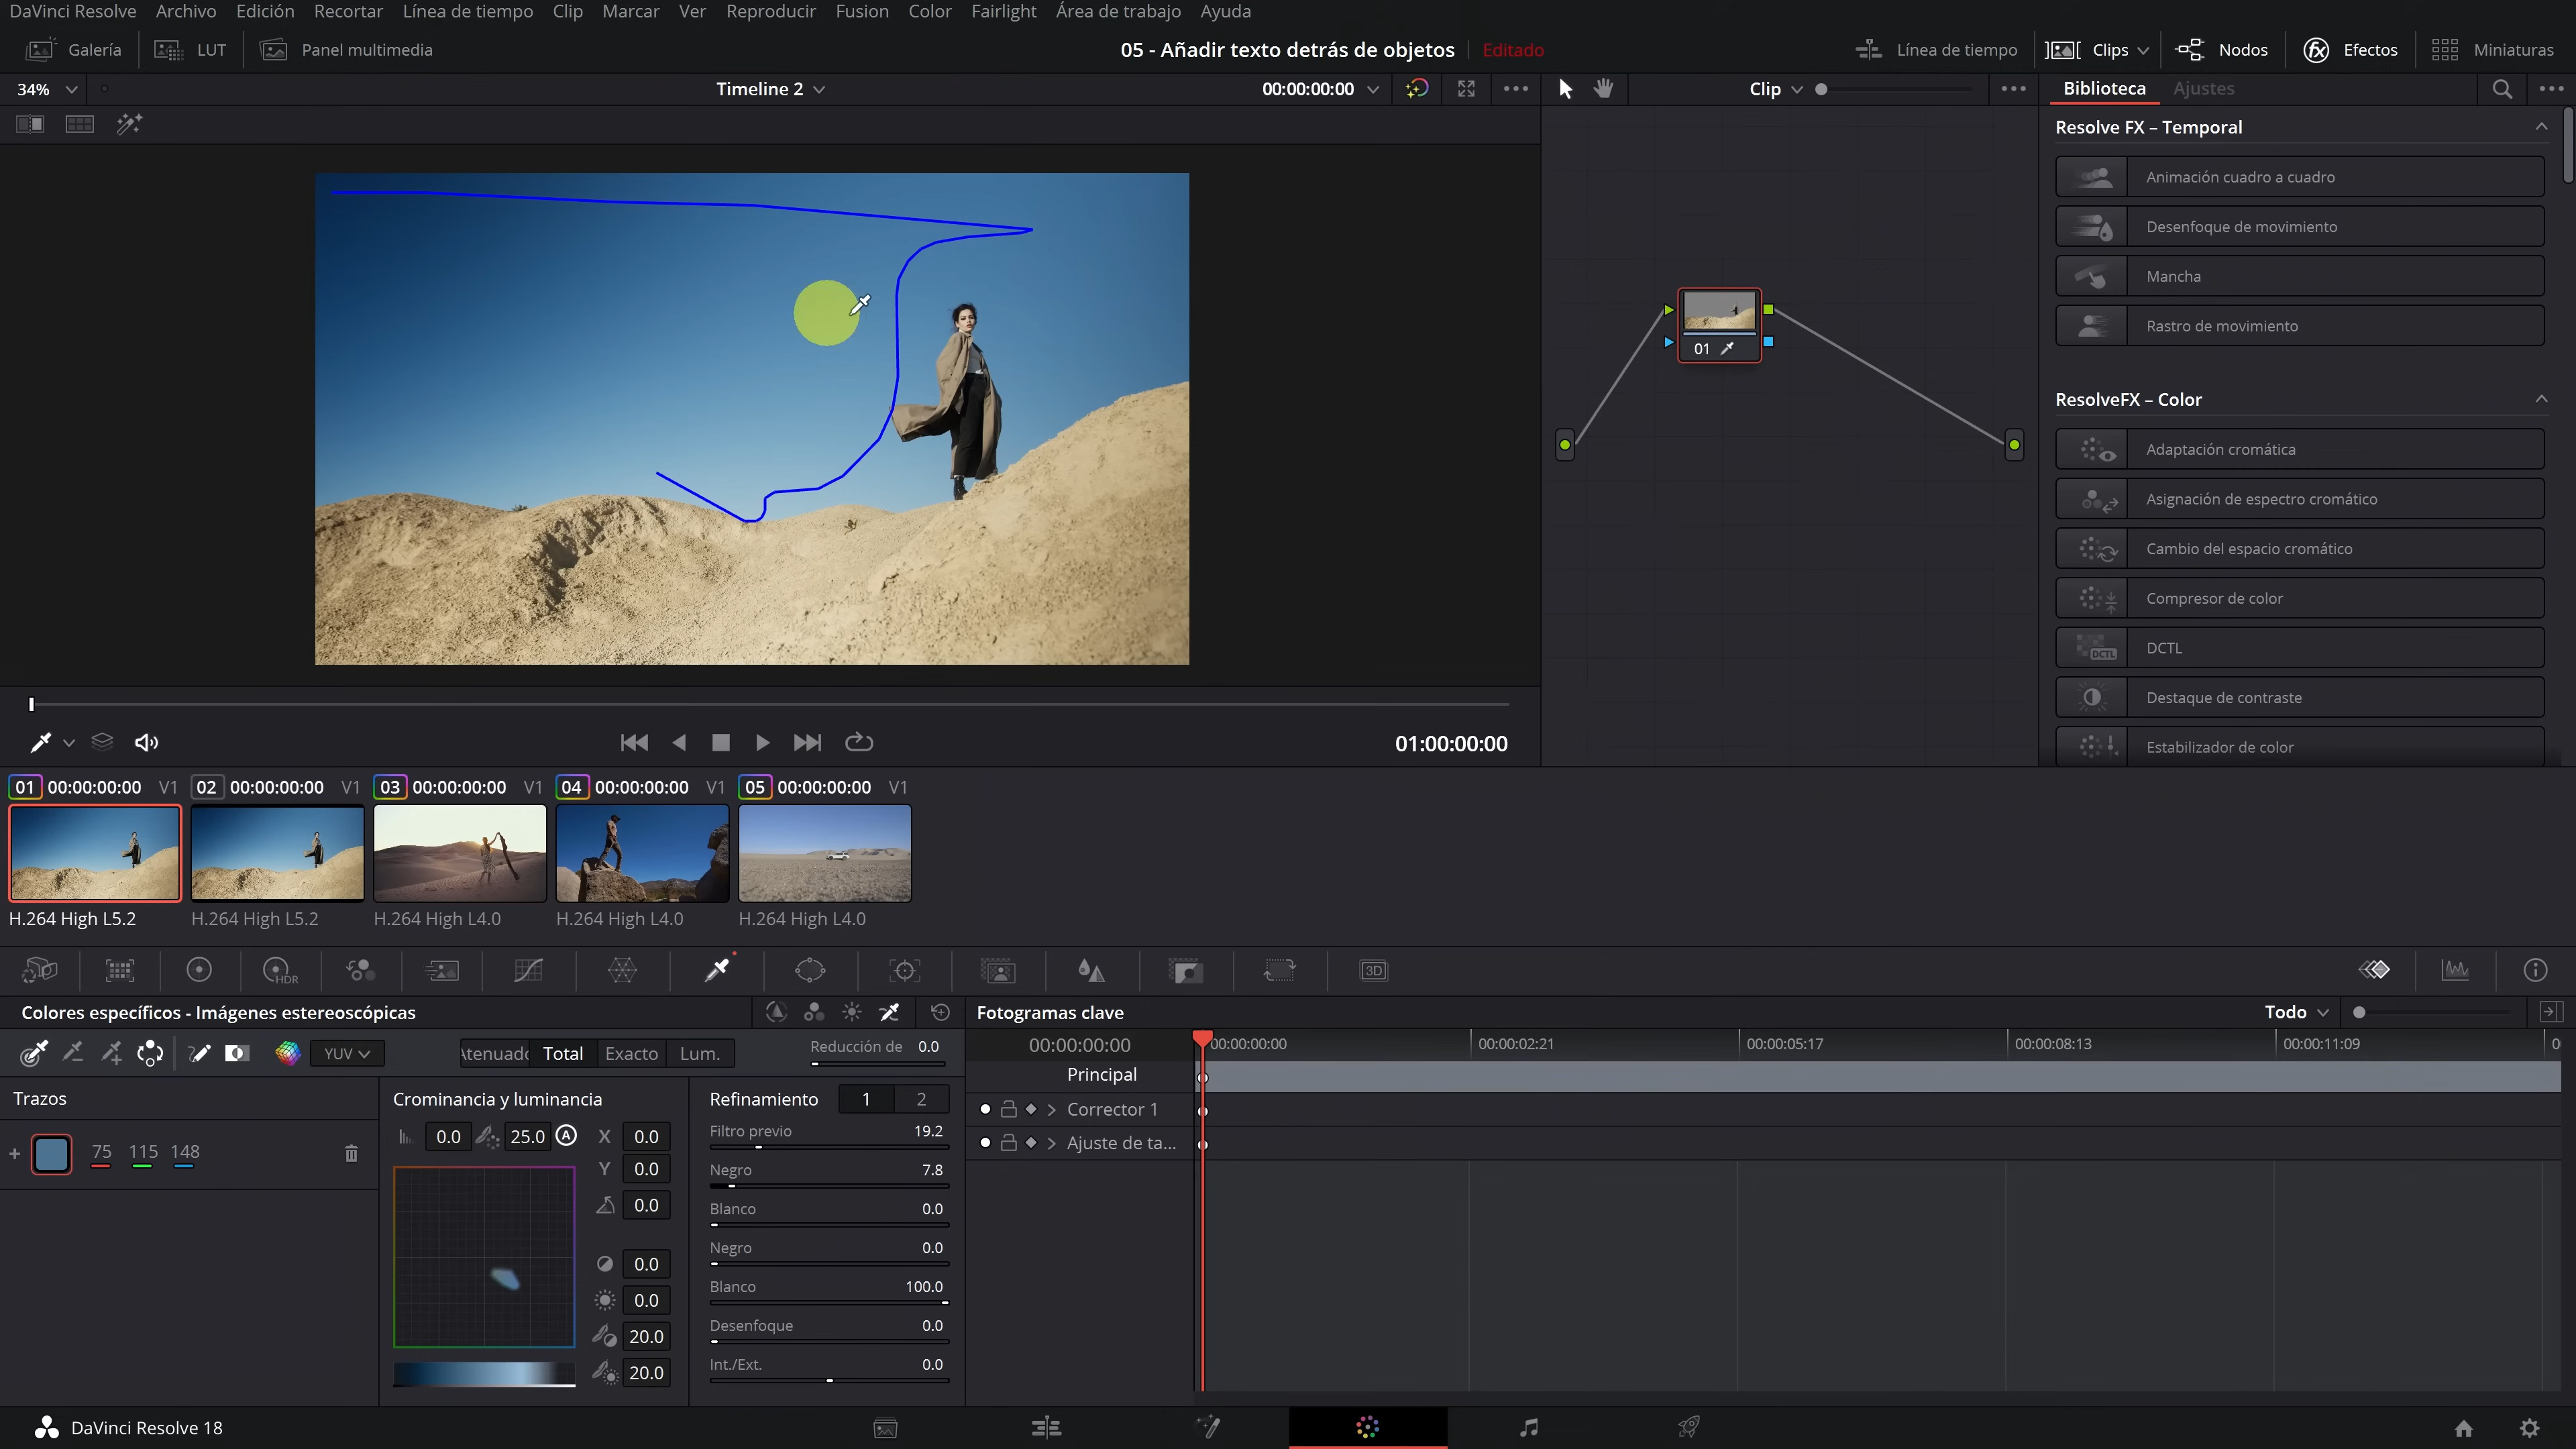 DaVinci Resolve Archivo Edición Recortar Línea de tiempo Clip Marcar Ver Reproducir Fusion Color Fairlight Área de trabajo Ayuda
Galería LUT Panel multimedia 05 - Añadir texto detrás de objetos Editado Línea de tiempo Clips Nodos Efectos Miniaturas
34% Timeline 2 00:00:00:00 Clip Biblioteca Ajustes
Resolve FX – Temporal
Animación cuadro a cuadro
Desenfoque de movimiento
Mancha
Rastro de movimiento
01
ResolveFX – Color
Adaptación cromática
Asignación de espectro cromático
Cambio del espacio cromático
Compresor de color
DCTL
DCTL
Destaque de contraste
Estabilizador de color
01:00:00:00
01 00:00:00:00 V1 02 00:00:00:00 V1 03 00:00:00:00 V1 04 00:00:00:00 V1 05 00:00:00:00 V1
H.264 High L5.2 H.264 High L5.2 H.264 High L4.0 H.264 High L4.0 H.264 High L4.0
HDR 3D
Colores específicos - Imágenes estereoscópicas
YUV Atenuado Total Exacto Lum. Reducción de 0.0
Trazos
75 115 148
Crominancia y luminancia
0.0 25.0 A X 0.0
Y 0.0
0.0
0.0
0.0
20.0
20.0
Refinamiento 1 2
Filtro previo 19.2
Negro 7.8
Blanco 0.0
Negro 0.0
Blanco 100.0
Desenfoque 0.0
Int./Ext. 0.0
Fotogramas clave Todo
00:00:00:00 00:00:00:00 00:00:02:21 00:00:05:17 00:00:08:13 00:00:11:09 0
Principal
Corrector 1
Ajuste de ta...
DaVinci Resolve 18